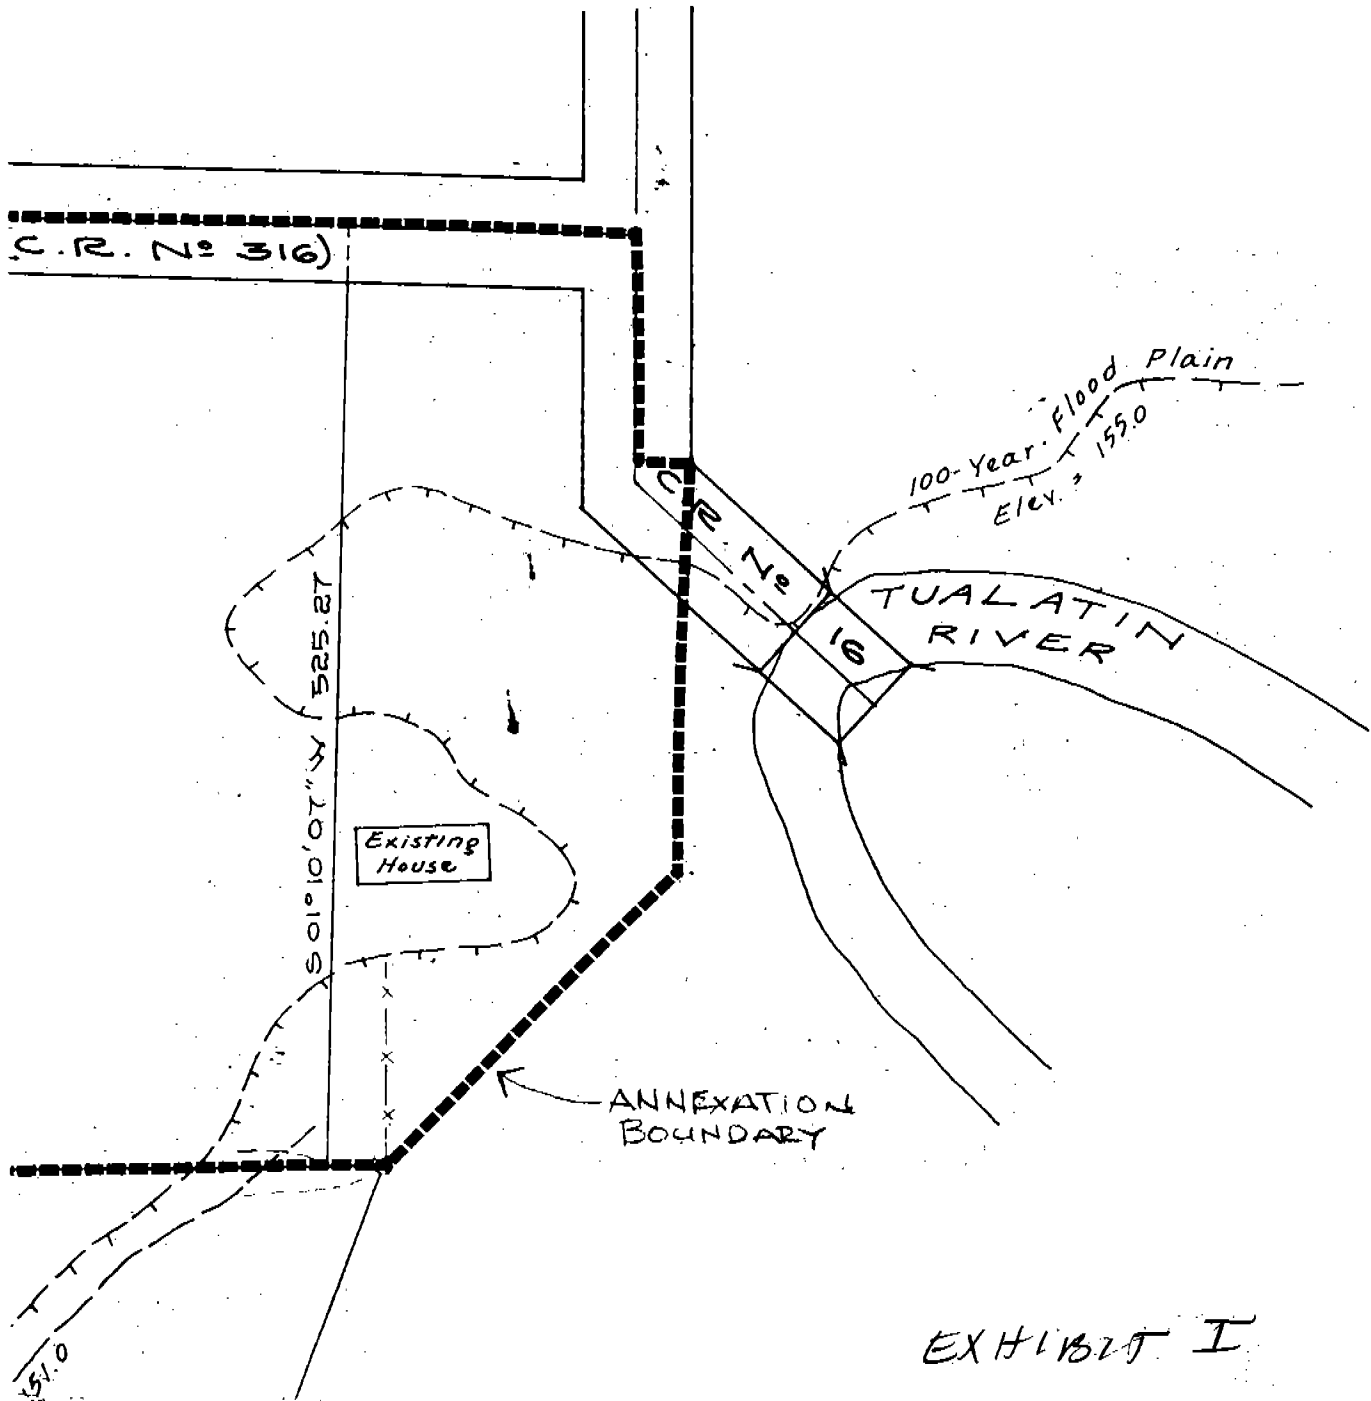 C.R. Nº 316)
100-Year Flood Plain
Elev. 155.0
C.R. Nº 16
TUALATIN
RIVER
S 01°10'07" W 525.27
Existing
House
ANNEXATION
BOUNDARY
151.0
EXHIBIT I